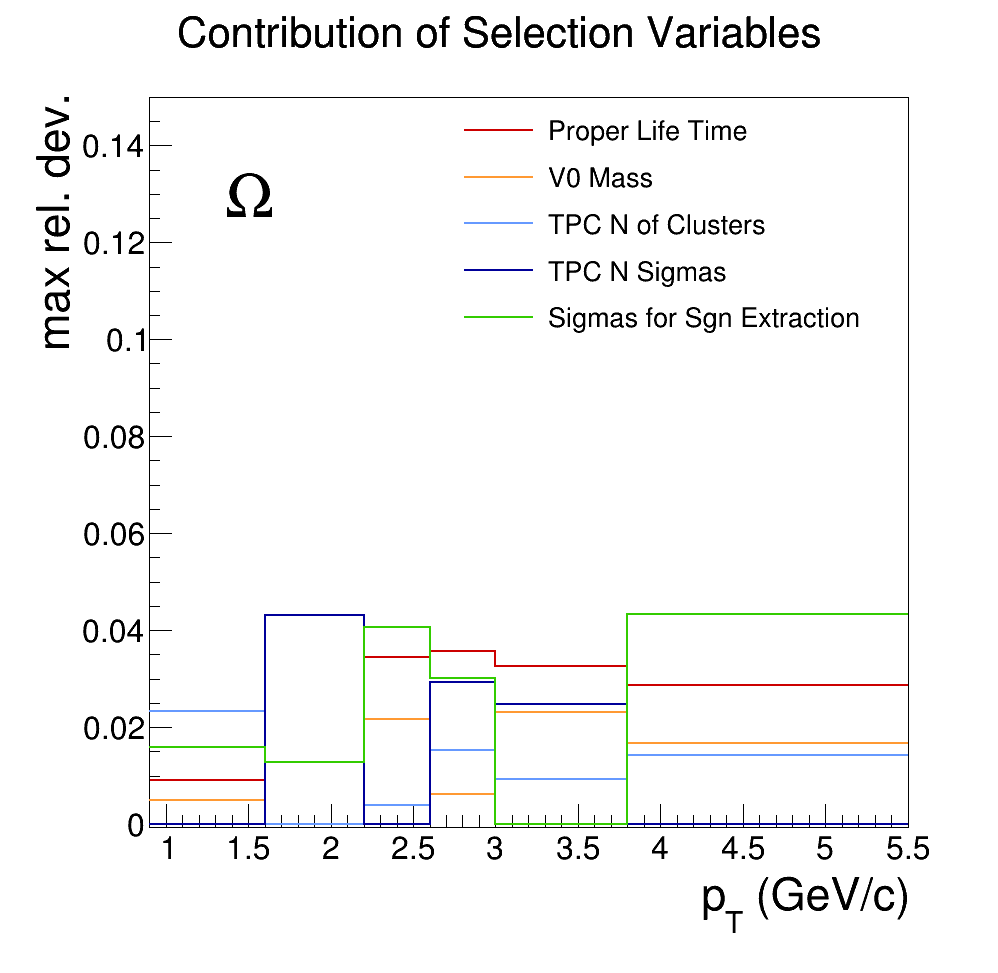 Contribution of Selection Variables
max rel. dev.
0.14
0.12
0.1
0.08
0.06
0.04
0.02
0
Ω
Proper Life Time
V0 Mass
TPC N of Clusters
TPC N Sigmas
Sigmas for Sgn Extraction
1 1.5 2 2.5 3 3.5 4 4.5 5 5.5
p_T (GeV/c)